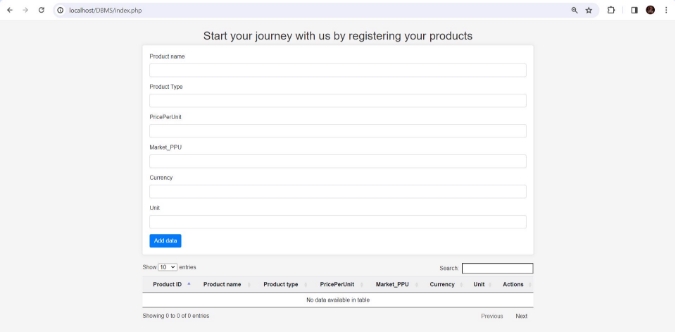 localhost/DBMS/index.php
Start your journey with us by registering your products
Product name
Product Type
PricePerUnit
Market_PPU
Currency
Unit
Add data
Show 10 entries
Search:
Product ID Product name Product type PricePerUnit Market_PPU Currency Unit Actions
No data available in table
Showing 0 to 0 of 0 entries
Previous Next